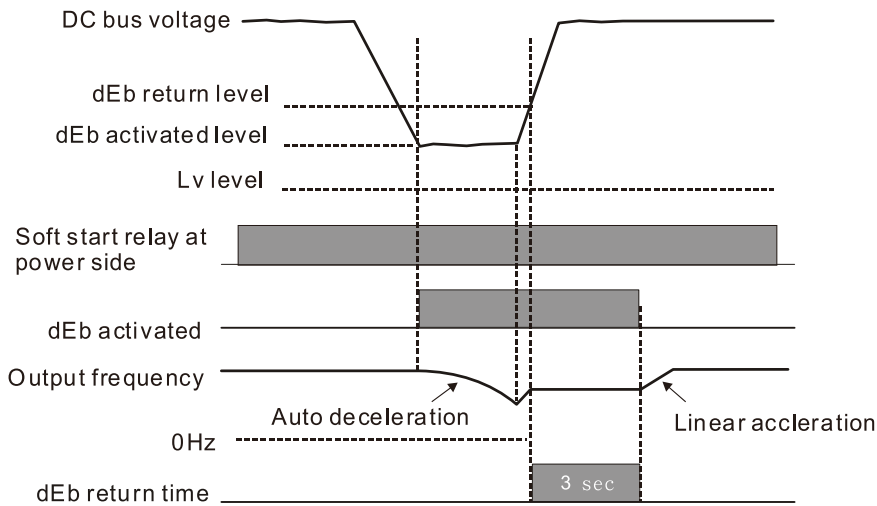 DC bus voltage
dEb return level
dEb activated level
Lv level
Soft start relay at
power side
dEb activated
Output frequency
Auto deceleration
Linear accleration
0Hz
3 sec
dEb return time